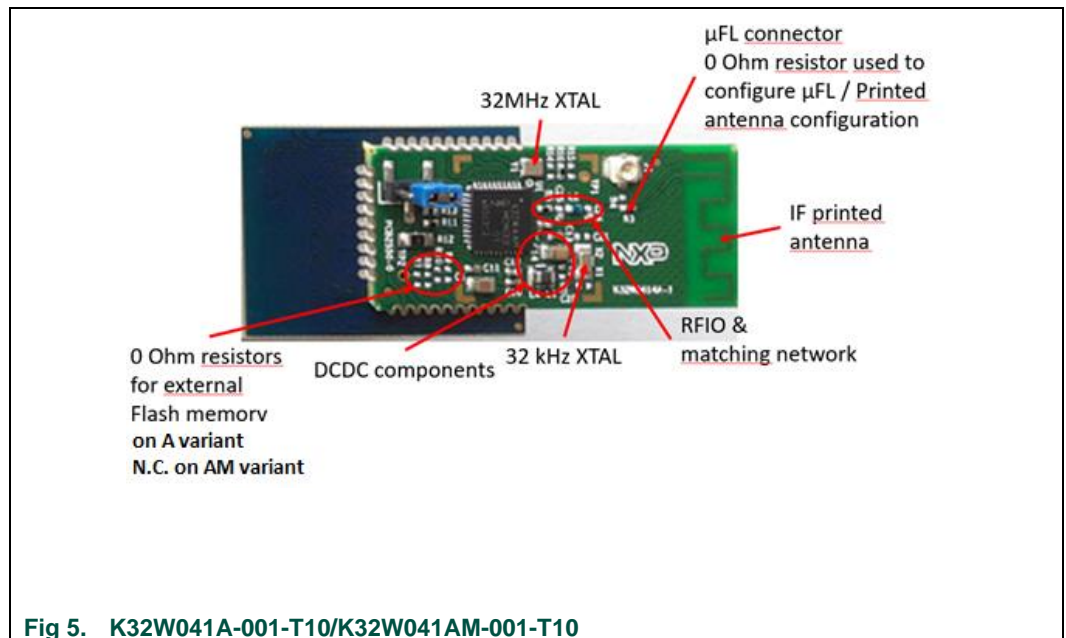 µFL connector
0 Ohm resistor used to
configure µFL / Printed
antenna configuration
32MHz XTAL
IF printed
antenna
NXP
RFIO &
matching network
32 kHz XTAL
DCDC components
0 Ohm resistors
for external
Flash memory
on A variant
N.C. on AM variant
Fig 5. K32W041A-001-T10/K32W041AM-001-T10